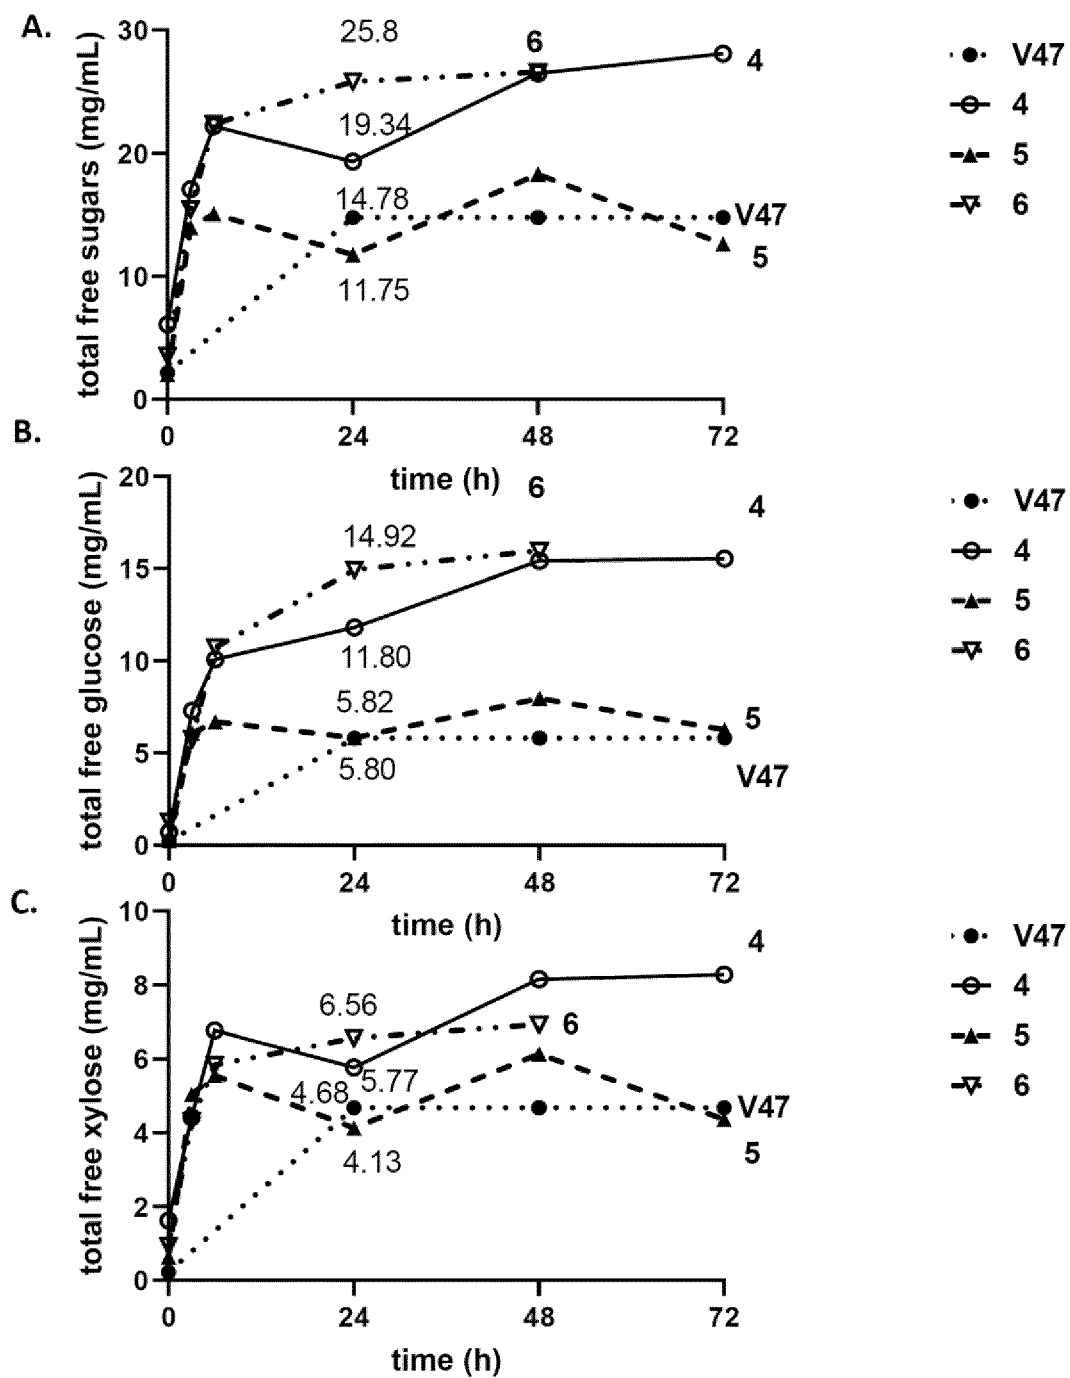 A.
total free sugars (mg/mL)
30
20
10
0
0 24 48 72
time (h)
25.8
19.34
14.78
11.75
6
4
V47
5
V47
4
5
6
B.
total free glucose (mg/mL)
20
15
10
5
0
0 24 48 72
time (h)
14.92
11.80
5.82
5.80
6
4
5
V47
V47
4
5
6
C.
total free xylose (mg/mL)
10
8
6
4
2
0
0 24 48 72
time (h)
6.56
5.77
4.68
4.13
4
6
V47
5
V47
4
5
6